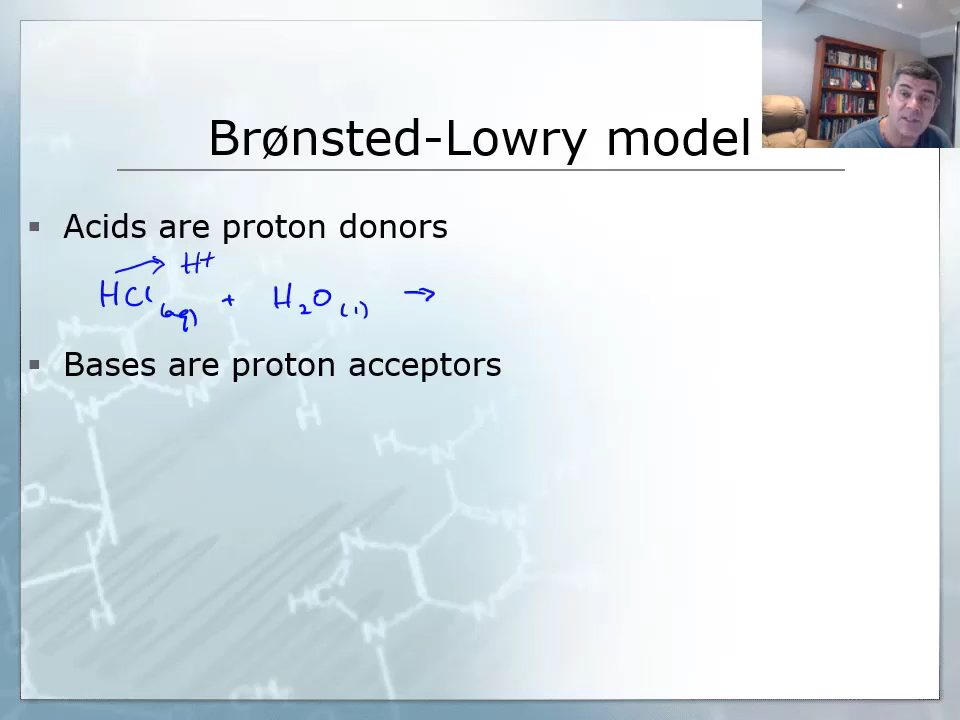 Brønsted-Lowry model
▪ Acids are proton donors
H+
HCl(aq) + H2O(l) →
▪ Bases are proton acceptors